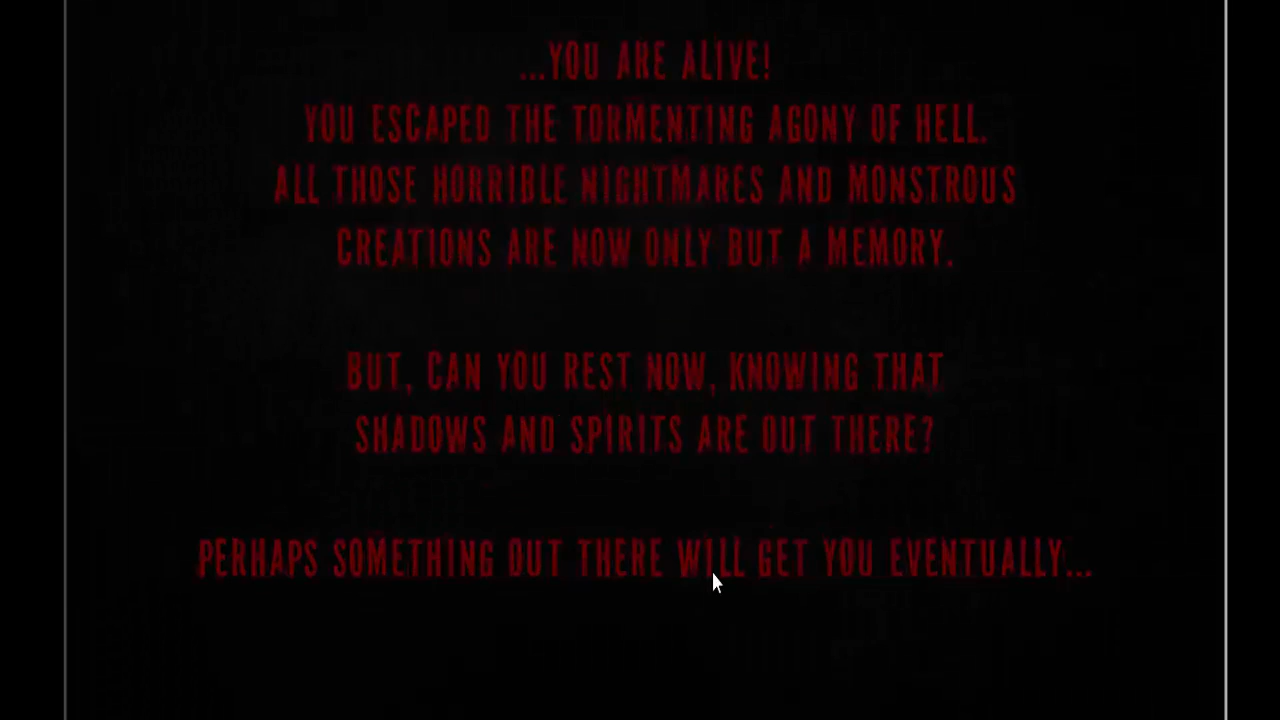 ...YOU ARE ALIVE!
YOU ESCAPED THE TORMENTING AGONY OF HELL.
ALL THOSE HORRIBLE NIGHTMARES AND MONSTROUS
CREATIONS ARE NOW ONLY BUT A MEMORY.
BUT, CAN YOU REST NOW, KNOWING THAT
SHADOWS AND SPIRITS ARE OUT THERE?
PERHAPS SOMETHING OUT THERE WILL GET YOU EVENTUALLY...